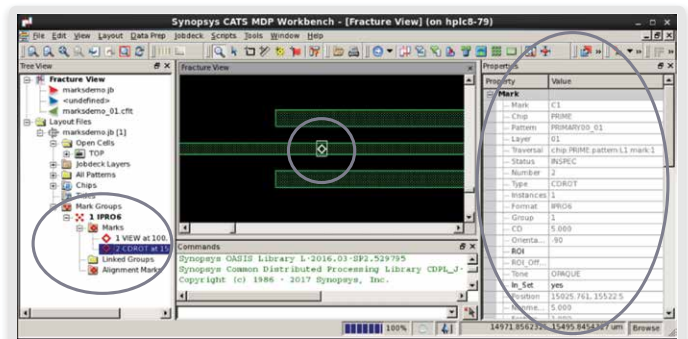 Synopsys CATS MDP Workbench - [Fracture View] (on hplc8-79)
File Edit View Layout Data Prep Jobdeck Scripts Tools Window Help
Tree View
Fracture View
marksdemo.jb
<undefined>
marksdemo_01.cflt
Layout Files
marksdemo.jb [1]
Open Cells
TOP
Jobdeck Layers
All Patterns
Chips
Titles
Mark Groups
1 IPRO6
Marks
1 VIEW at 100.
2 CDROT at 15
Linked Groups
Alignment Marks
Fracture View
Commands
Synopsys OASIS Library L-2016.03-SP2.529795
Synopsys Common Distributed Processing Library CDPL_J-
Copyright (c) 1986 - 2017 Synopsys, Inc.
Properties
Property Value
Mark
Mark C1
Chip PRIME
Pattern PRIMARY00_01
Layer 01
Traversal chip:PRIME pattern:L1 mark:1
Status INSPEC
Number 2
Type CDROT
Instances 1
Format IPRO6
Group 1
CD 5.000
Orienta... -90
ROI
ROI_Off...
Tone OPAQUE
In_Set yes
Position 15025.761, 15522.5
5.000
100%
Browse